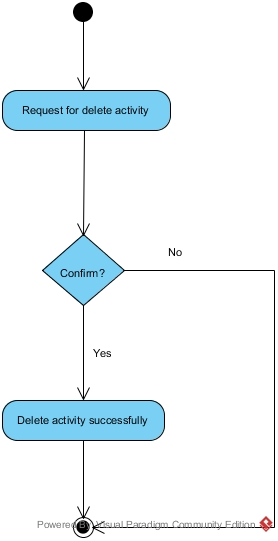 Request for delete activity
Confirm?
No
Yes
Delete activity successfully
Powered By Visual Paradigm Community Edition